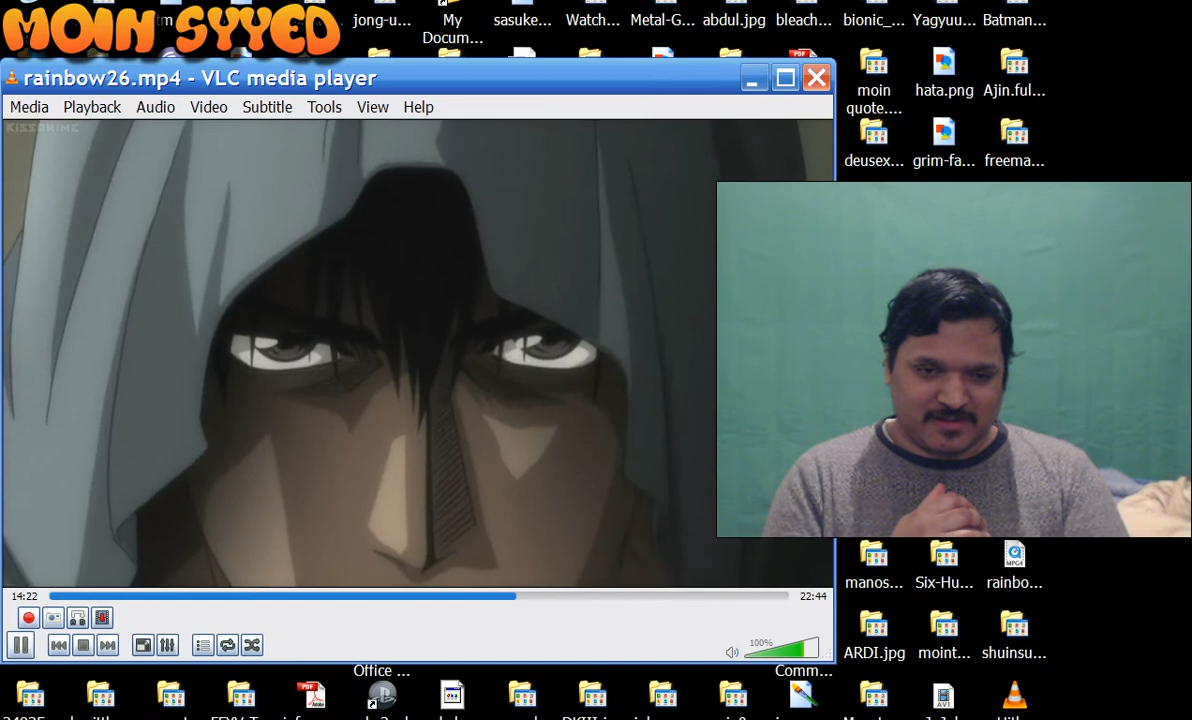 jong-u... My Docum... sasuke... Watch... Metal-G... abdul.jpg bleach... bionic_... Yagyuu... Batman...
MOIN SYYED
rainbow26.mp4 - VLC media player
Media Playback Audio Video Subtitle Tools View Help
KISSANIME
moin quote.... hata.png Ajin.ful...
deusex... grim-fa... freema...
14:22 22:44
100%
manos... Six-Hu... rainbo...
ARDI.jpg moint... shuinsu...
Office ... Comm...